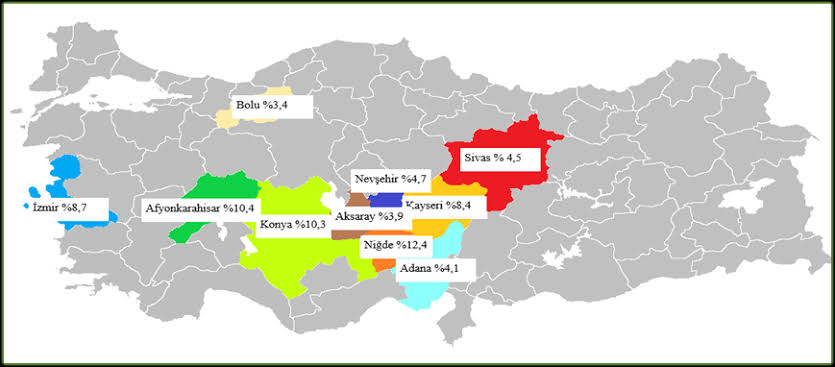 Bolu %3,4
Sivas % 4,5
Nevşehir %4,7
İzmir %8,7
Afyonkarahisar %10,4
Kayseri %8,4
Konya %10,3
Aksaray %3,9
Niğde %12,4
Adana %4,1